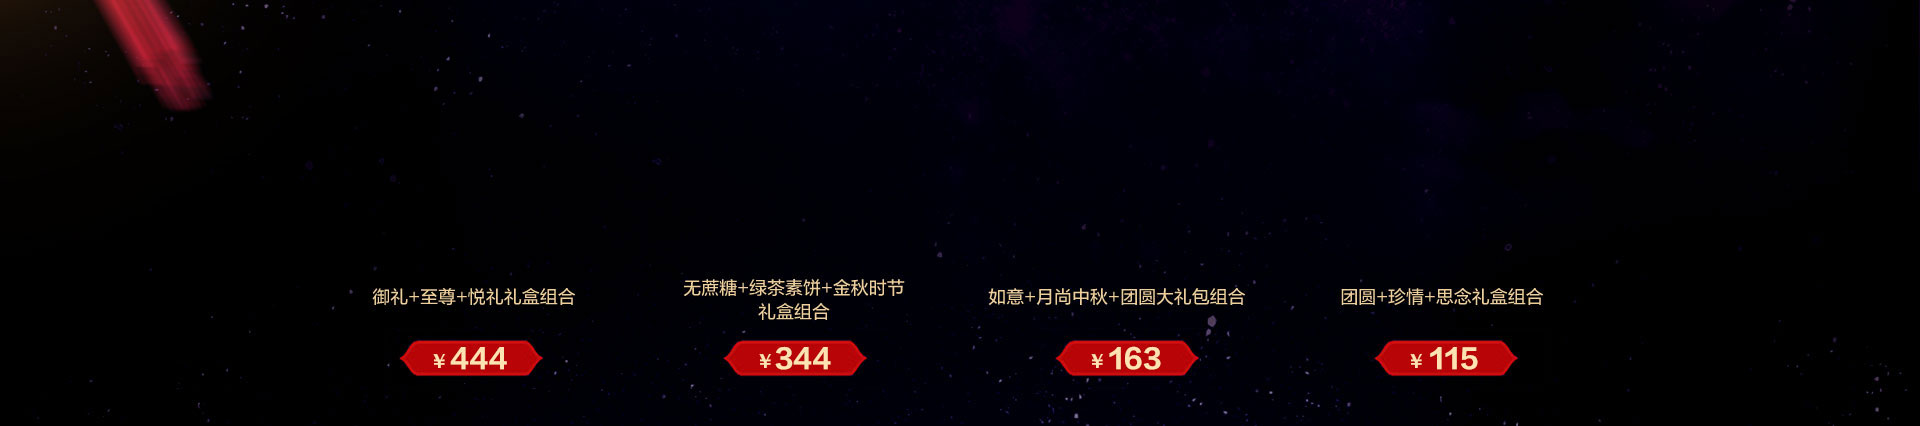 御礼+至尊+悦礼礼盒组合
¥444
无蔗糖+绿茶素饼+金秋时节
礼盒组合
¥344
如意+月尚中秋+团圆大礼包组合
¥163
团圆+珍情+思念礼盒组合
¥115